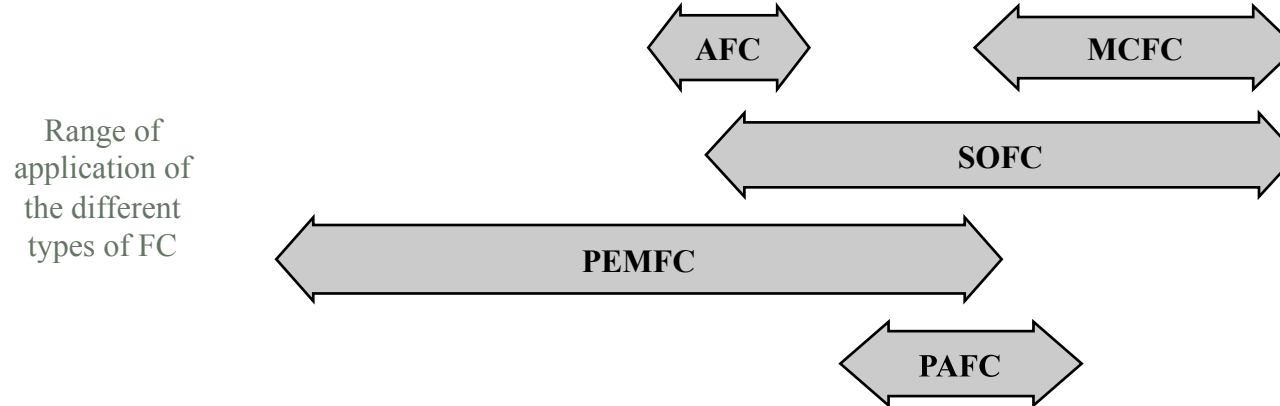 AFC
MCFC
Range of
application of
the different
types of FC
SOFC
PEMFC
PAFC